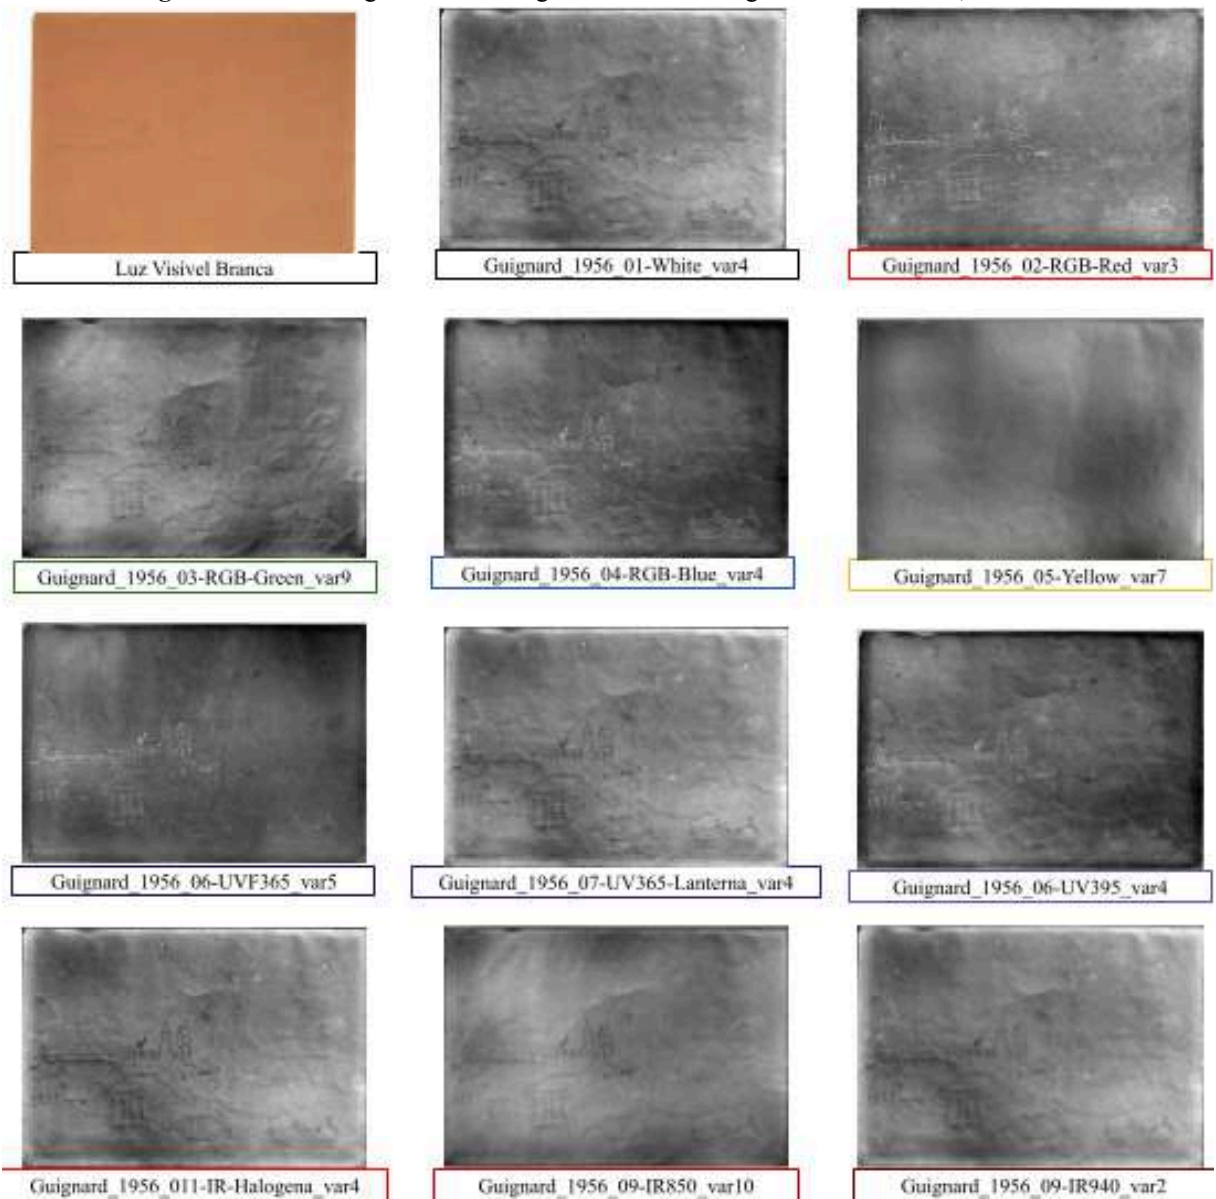 Luz Visível Branca
Guignard_1956_01-White_var4
Guignard_1956_02-RGB-Red_var3
Guignard_1956_03-RGB-Green_var9
Guignard_1956_04-RGB-Blue_var4
Guignard_1956_05-Yellow_var7
Guignard_1956_06-UVF365_var5
Guignard_1956_07-UV365-Lanterna_var4
Guignard_1956_06-UV395_var4
Guignard_1956_011-IR-Halogena_var4
Guignard_1956_09-IR850_var10
Guignard_1956_09-IR940_var2